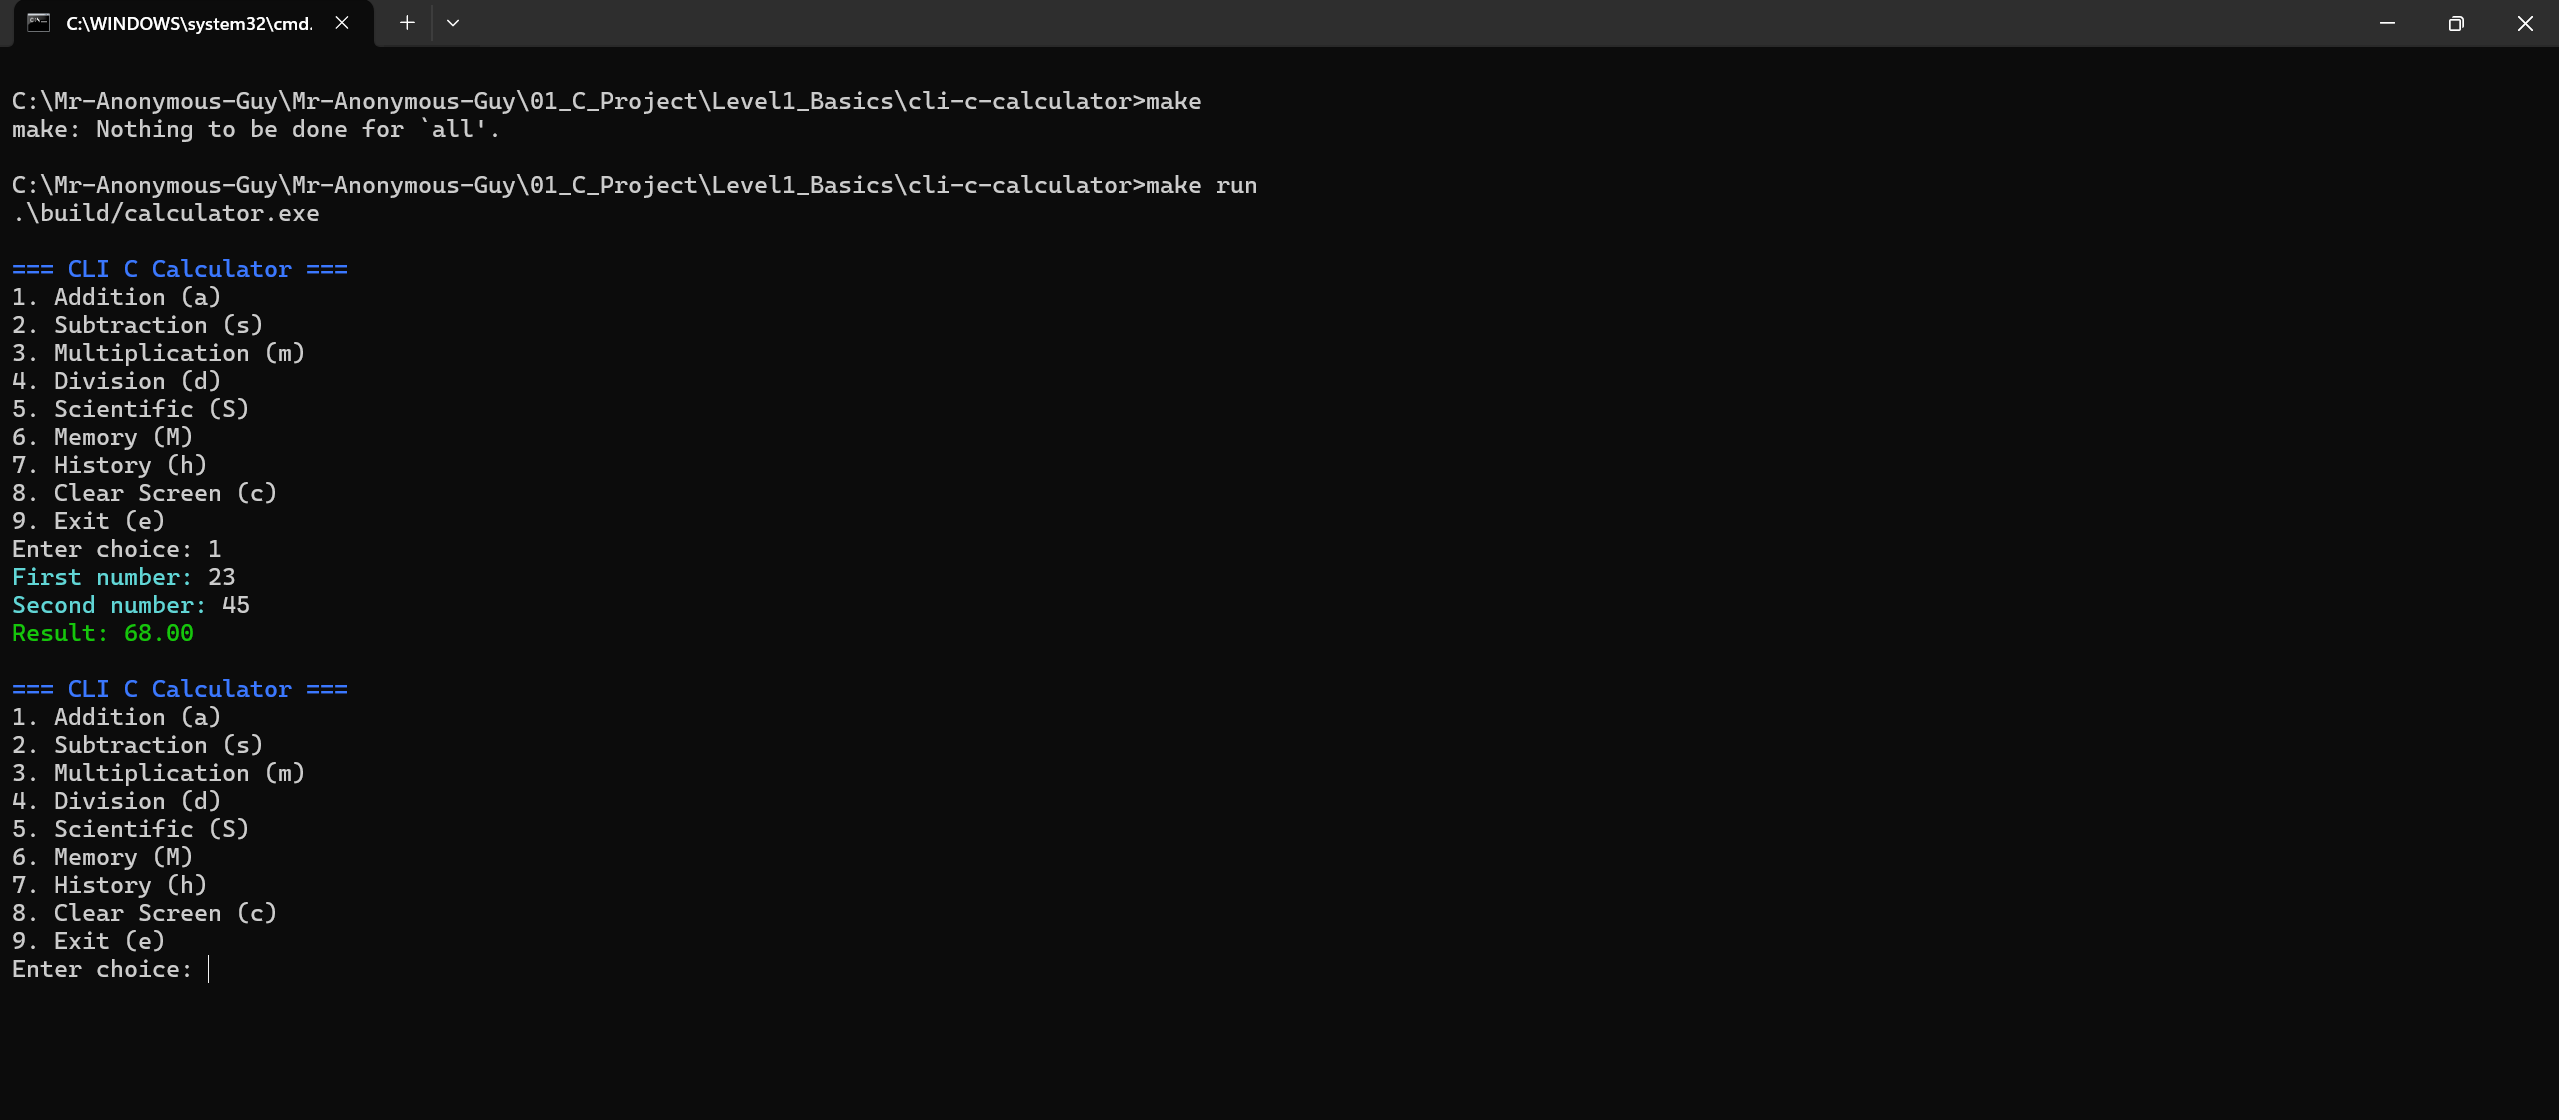 C:\WINDOWS\system32\cmd.
C:\Mr-Anonymous-Guy\Mr-Anonymous-Guy\01_C_Project\Level1_Basics\cli-c-calculator>make
make: Nothing to be done for `all'.
C:\Mr-Anonymous-Guy\Mr-Anonymous-Guy\01_C_Project\Level1_Basics\cli-c-calculator>make run
.\build/calculator.exe
=== CLI C Calculator ===
1. Addition (a)
2. Subtraction (s)
3. Multiplication (m)
4. Division (d)
5. Scientific (S)
6. Memory (M)
7. History (h)
8. Clear Screen (c)
9. Exit (e)
Enter choice: 1
First number: 23
Second number: 45
Result: 68.00
=== CLI C Calculator ===
1. Addition (a)
2. Subtraction (s)
3. Multiplication (m)
4. Division (d)
5. Scientific (S)
6. Memory (M)
7. History (h)
8. Clear Screen (c)
9. Exit (e)
Enter choice: